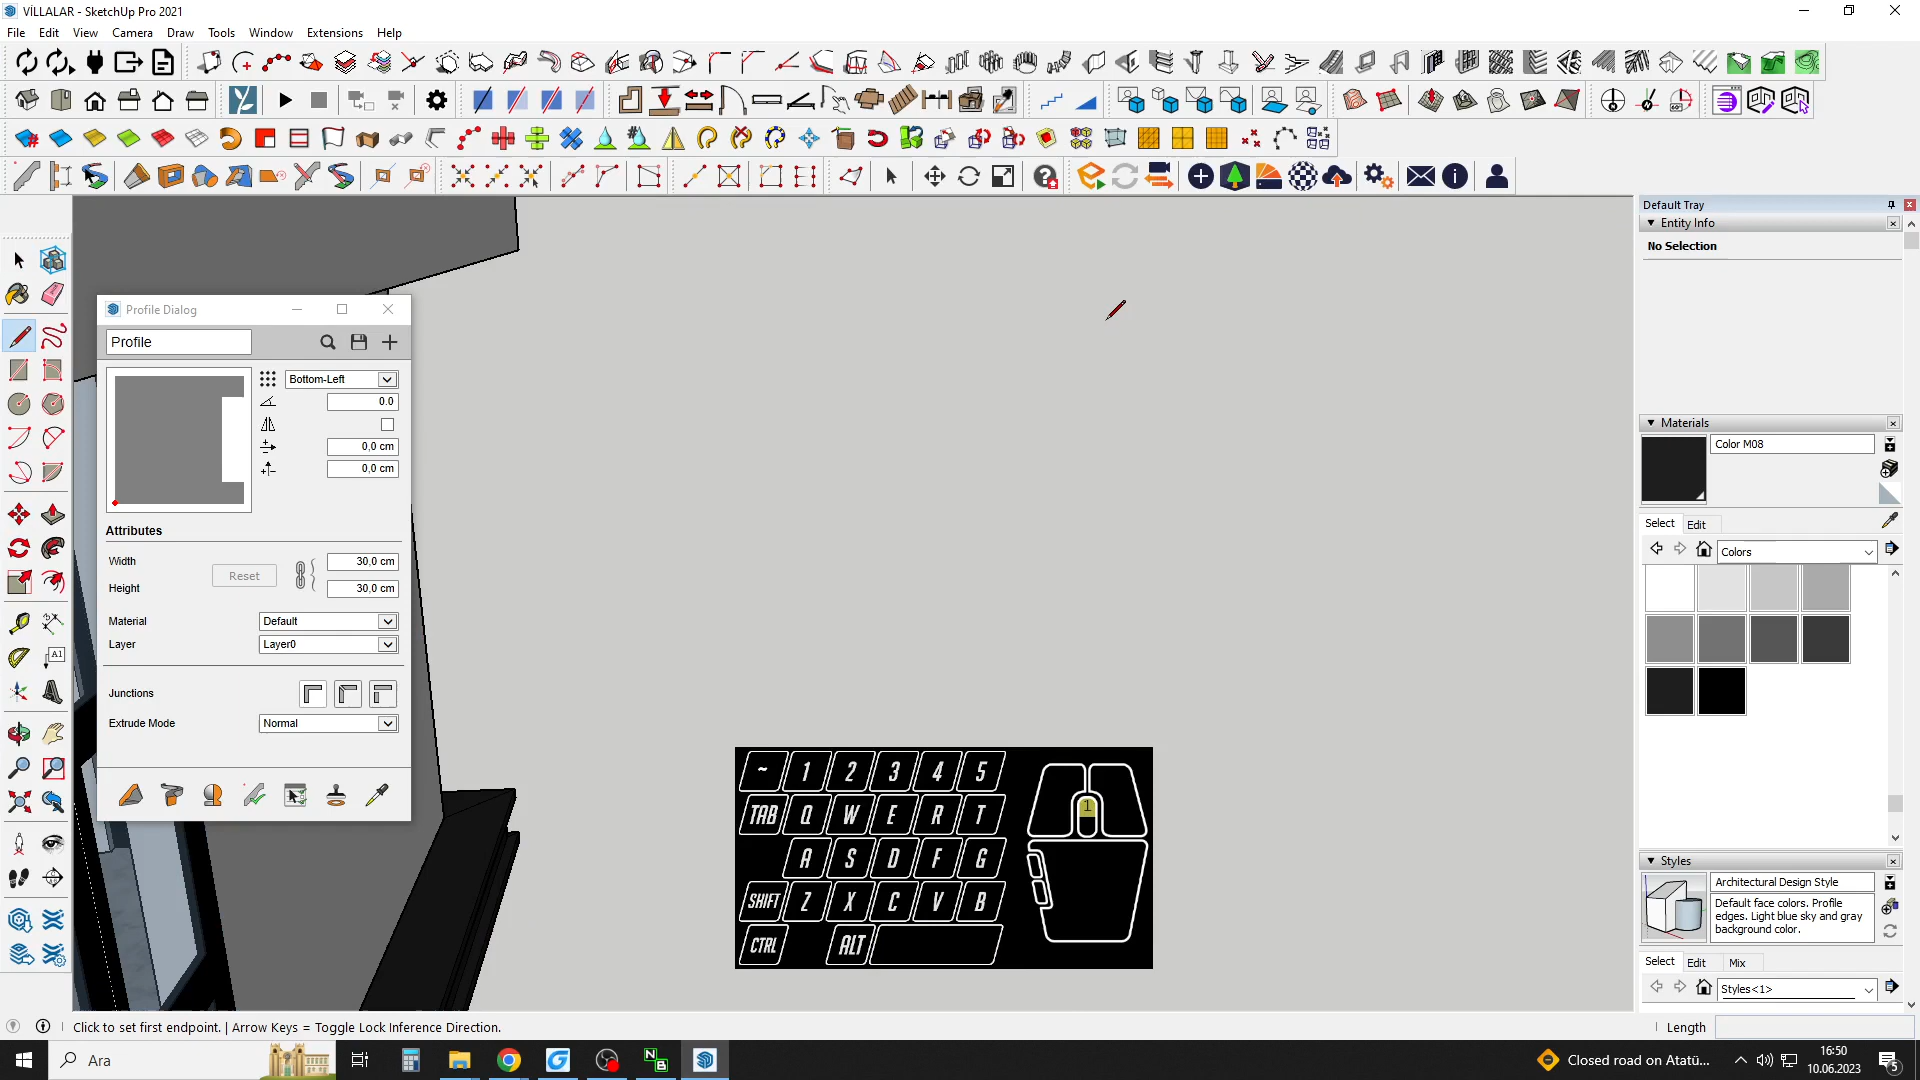 VİLLALAR - SketchUp Pro 2021
File Edit View Camera Draw Tools Window Extensions Help
Default Tray
Entity Info
No Selection
Profile Dialog
Profile
Bottom-Left
0.0
0,0 cm
0,0 cm
Attributes
Width 30,0 cm
Reset
Height 30,0 cm
Material Default
Layer Layer0
Junctions
Extrude Mode Normal
A1
Materials
Color M08
Select Edit
Colors
Styles
Architectural Design Style
Default face colors. Profile
edges. Light blue sky and gray
background color.
Select Edit Mix
Styles<1>
~ 1 2 3 4 5
TAB Q W E R T
A S D F G
SHIFT Z X C V B
CTRL ALT
1
Click to set first endpoint. | Arrow Keys = Toggle Lock Inference Direction.
Length
Ara
Closed road on Atatü...
16:50
10.06.2023
5